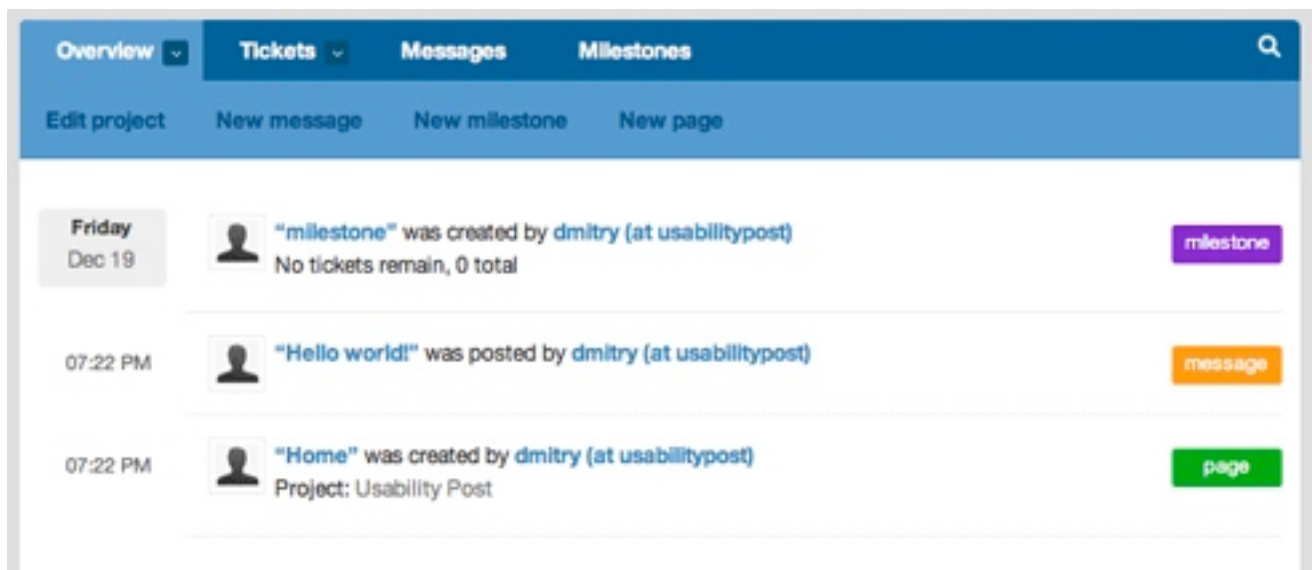 Overview Tickets Messages Milestones
Edit project New message New milestone New page
Friday
Dec 19
“milestone” was created by dmitry (at usabilitypost)
No tickets remain, 0 total
milestone
07:22 PM
“Hello world!” was posted by dmitry (at usabilitypost)
message
07:22 PM
“Home” was created by dmitry (at usabilitypost)
Project: Usability Post
page